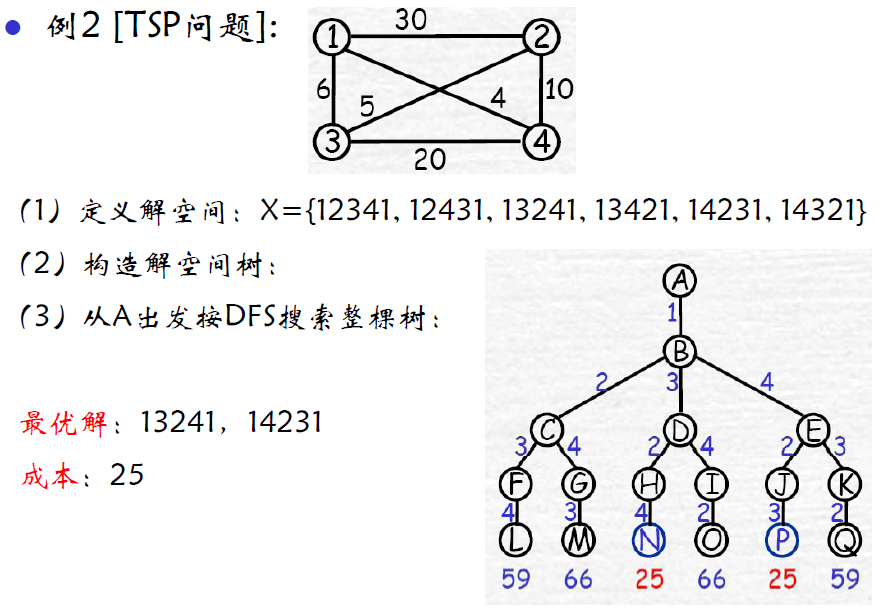 ● 例2 [TSP问题]:
30
1 2
6 5 4 10
3 4
20
(1) 定义解空间: X={12341, 12431, 13241, 13421, 14231, 14321}
(2) 构造解空间树:
(3) 从A出发按DFS搜索整棵树:
最优解: 13241, 14231
成本: 25
A
1
B
2 3 4
C D E
3 4 2 4 2 3
F G H I J K
4 3 4 2 3 2
L M N O P Q
59 66 25 66 25 59